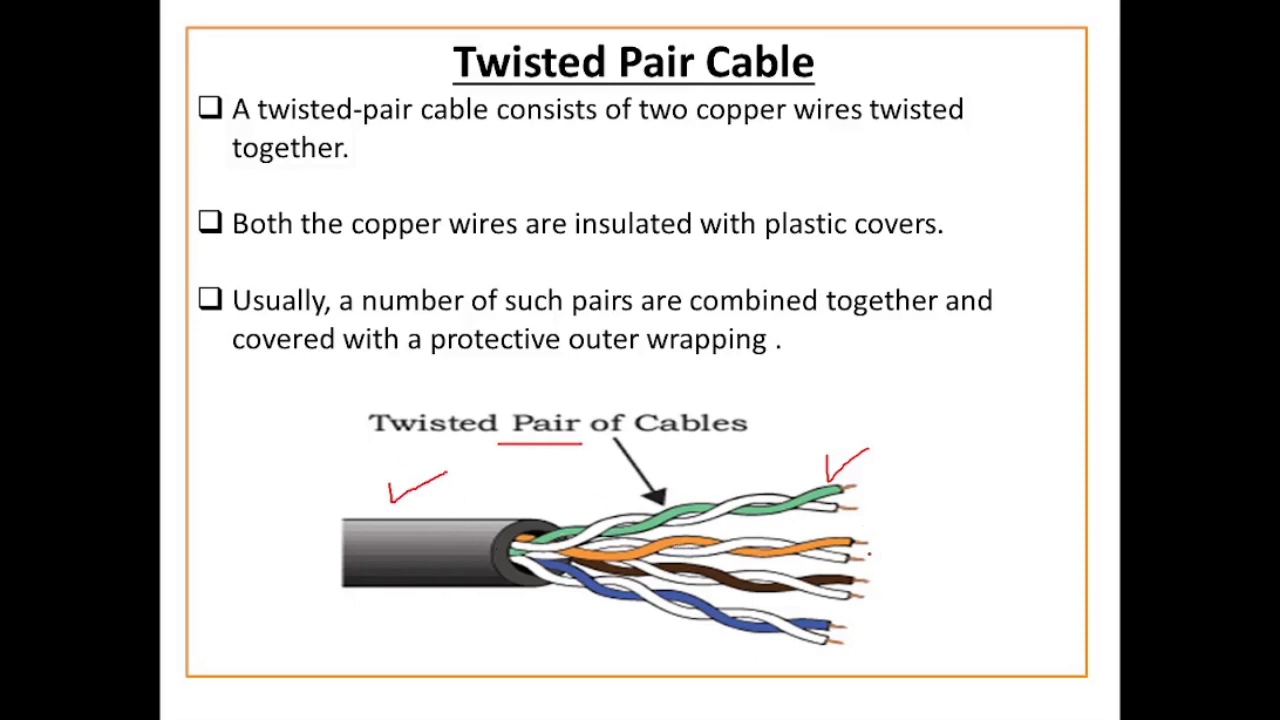 Twisted Pair Cable
A twisted-pair cable consists of two copper wires twisted
together.
Both the copper wires are insulated with plastic covers.
Usually, a number of such pairs are combined together and
covered with a protective outer wrapping .
Twisted Pair of Cables